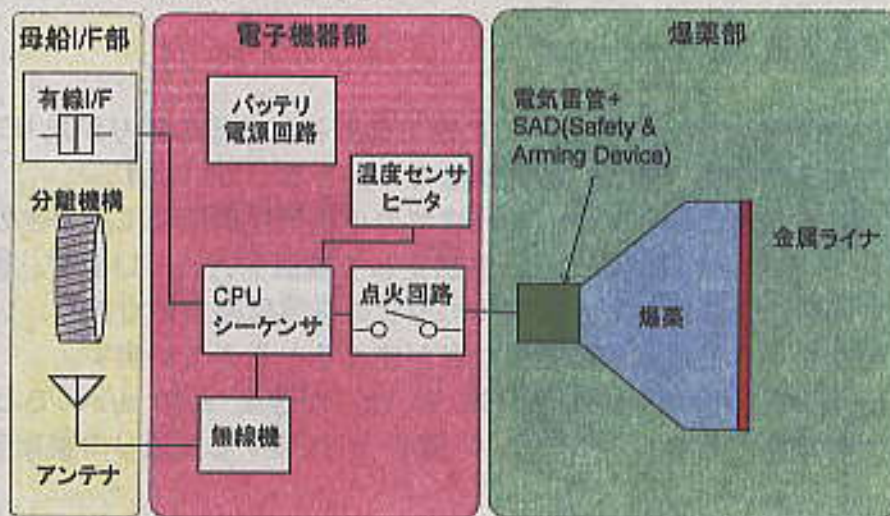 母船I/F部
有線I/F
分離機構
アンテナ
電子機器部
バッテリ
電源回路
温度センサ
ヒータ
CPU
シーケンサ
点火回路
無線機
爆薬部
電気雷管+
SAD(Safety &
Arming Device)
爆薬
金属ライナ